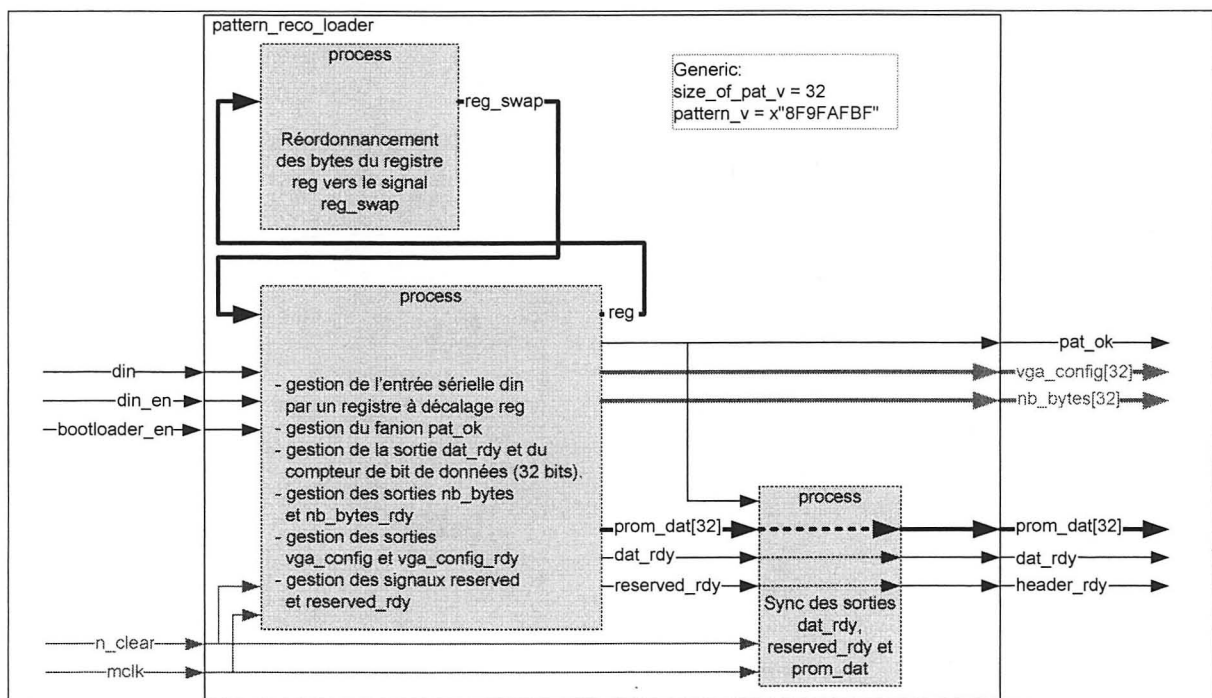 pattern_reco_loader
process
Generic:
size_of_pat_v = 32
pattern_v = x"8F9FAFBF"
reg_swap
Réordonnancement
des bytes du registre
reg vers le signal
reg_swap
process
reg
pat_ok
din
vga_config[32]
din_en
nb_bytes[32]
bootloader_en
- gestion de l'entrée sérielle din
par un registre à décalage reg
- gestion du fanion pat_ok
- gestion de la sortie dat_rdy et du
compteur de bit de données (32 bits).
- gestion des sorties nb_bytes
et nb_bytes_rdy
- gestion des sorties
vga_config et vga_config_rdy
- gestion des signaux reserved
et reserved_rdy
process
prom_dat[32]
prom_dat[32]
dat_rdy
dat_rdy
reserved_rdy
header_rdy
Sync des sorties
dat_rdy,
reserved_rdy et
prom_dat
n_clear
mclk